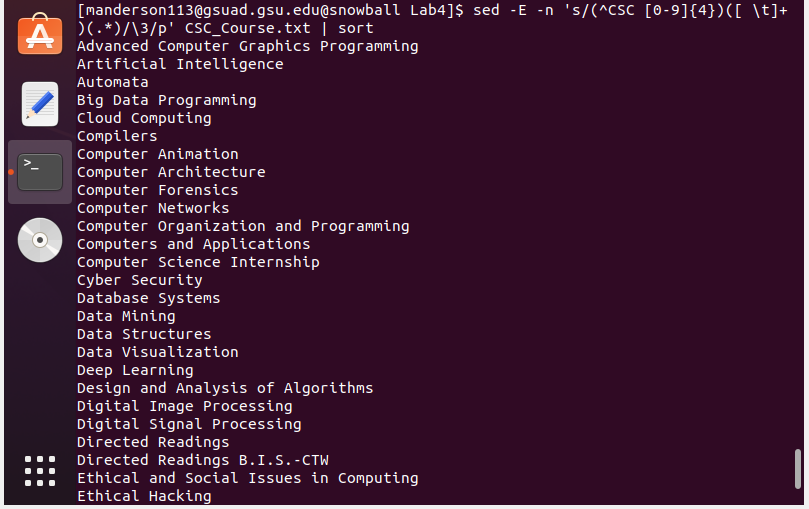 [manderson113@gsuad.gsu.edu@snowball Lab4]$ sed -E -n 's/(^CSC [0-9]{4})([ \t]+
)(.*)/\3/p' CSC_Course.txt | sort
Advanced Computer Graphics Programming
Artificial Intelligence
Automata
Big Data Programming
Cloud Computing
Compilers
Computer Animation
Computer Architecture
Computer Forensics
Computer Networks
Computer Organization and Programming
Computers and Applications
Computer Science Internship
Cyber Security
Database Systems
Data Mining
Data Structures
Data Visualization
Deep Learning
Design and Analysis of Algorithms
Digital Image Processing
Digital Signal Processing
Directed Readings
Directed Readings B.I.S.-CTW
Ethical and Social Issues in Computing
Ethical Hacking